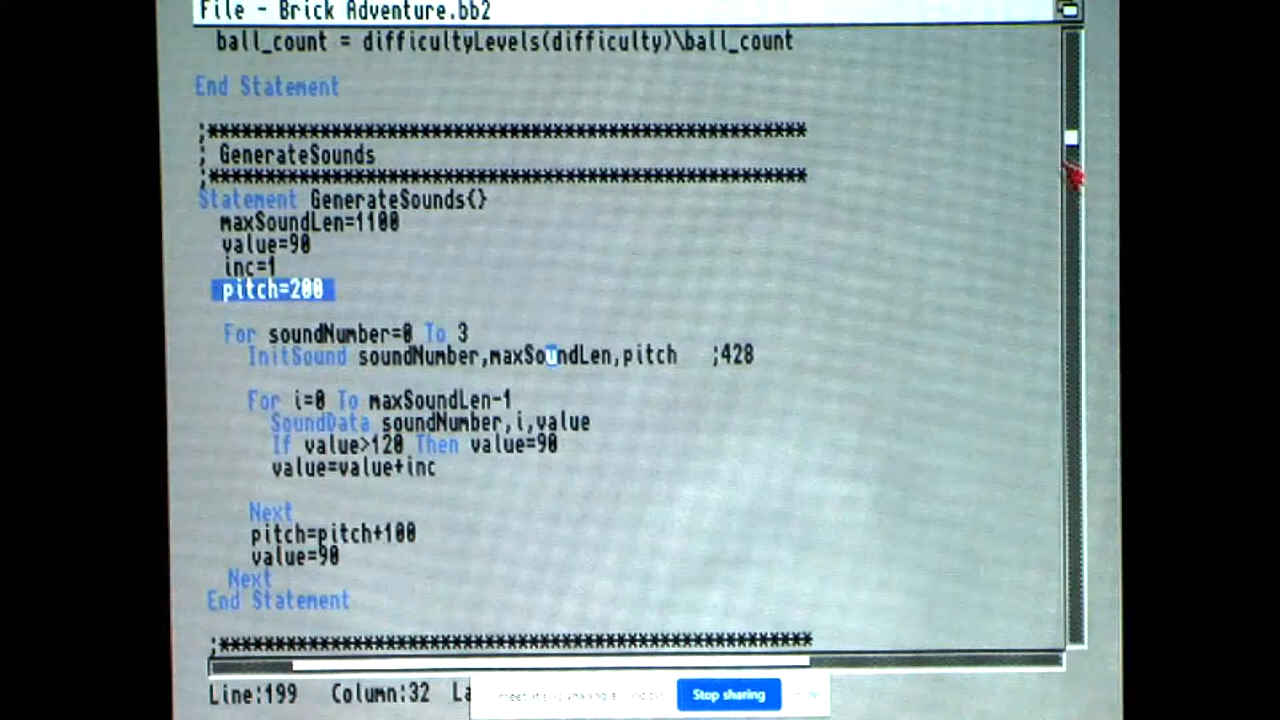 File - Brick Adventure.bb2
ball_count = difficultyLevels(difficulty)\ball_count
End Statement
;******************************************************
; GenerateSounds
;******************************************************
Statement GenerateSounds{}
maxSoundLen=1100
value=90
inc=1
pitch=200
For soundNumber=0 To 3
InitSound soundNumber,maxSoundLen,pitch ;428
For i=0 To maxSoundLen-1
SoundData soundNumber,i,value
If value>120 Then value=90
value=value+inc
Next
pitch=pitch+100
value=90
Next
End Statement
;******************************************************
Line:199 Column:32 La
Stop sharing